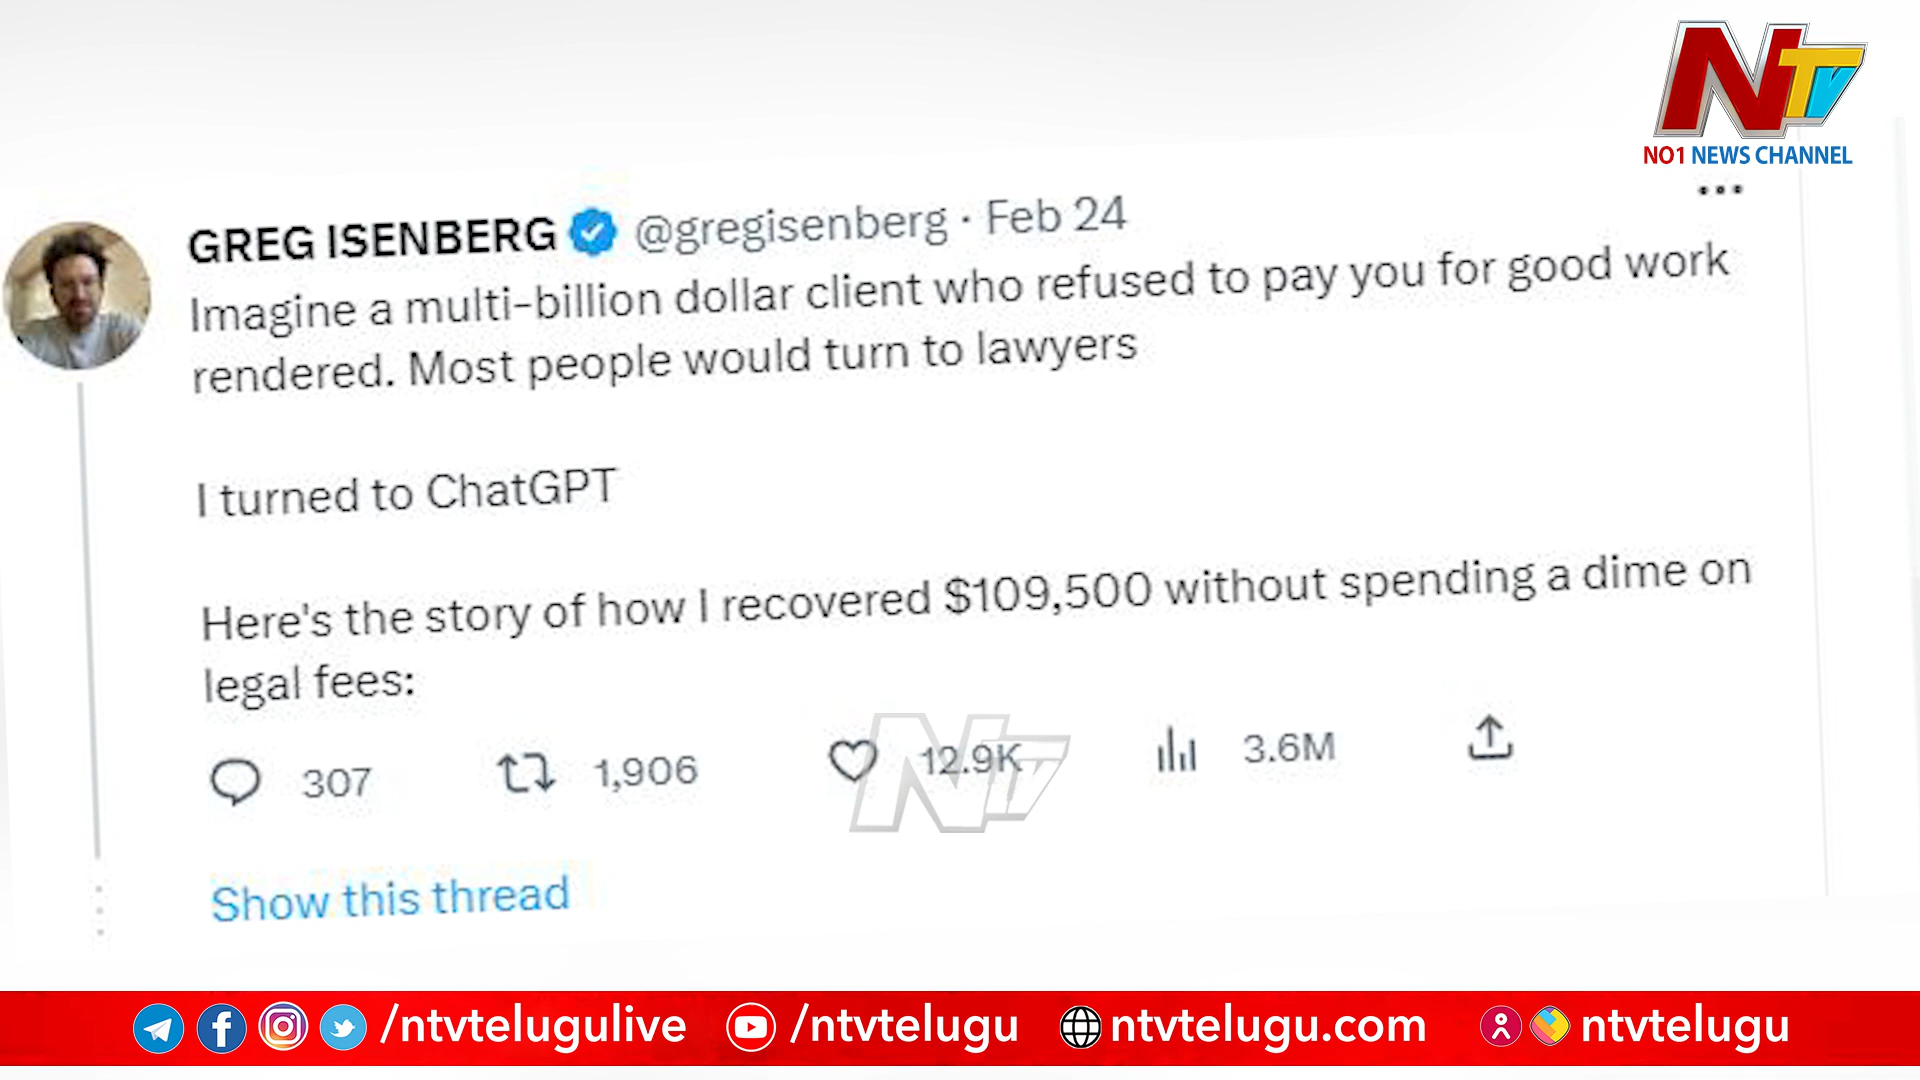 NTV
NO1 NEWS CHANNEL
GREG ISENBERG @gregisenberg · Feb 24
Imagine a multi-billion dollar client who refused to pay you for good work
rendered. Most people would turn to lawyers
I turned to ChatGPT
Here's the story of how I recovered $109,500 without spending a dime on
legal fees:
307 1,906 12.9K 3.6M
NTV
Show this thread
/ntvtelugulive /ntvtelugu ntvtelugu.com ntvtelugu